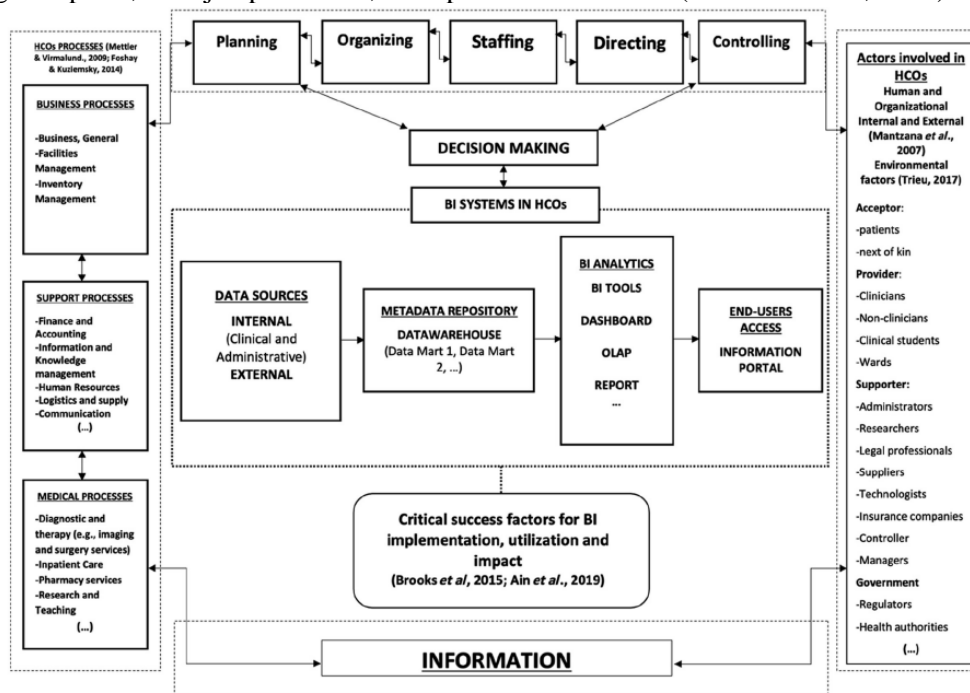 HCOs PROCESSES (Mettler
& Virmalund., 2009; Foshay
& Kuziemsky, 2014)
BUSINESS PROCESSES
-Business, General
-Facilities
Management
-Inventory
Management
SUPPORT PROCESSES
-Finance and
Accounting
-Information and
Knowledge
management
-Human Resources
-Logistics and supply
-Communication
(...)
MEDICAL PROCESSES
-Diagnostic and
therapy (e.g., imaging
and surgery services)
-Inpatient Care
-Pharmacy services
-Research and
Teaching
(...)
Planning
Organizing
Staffing
Directing
Controlling
DECISION MAKING
BI SYSTEMS IN HCOs
DATA SOURCES
INTERNAL
(Clinical and
Administrative)
EXTERNAL
METADATA REPOSITORY
DATAWAREHOUSE
(Data Mart 1, Data Mart
2, ...)
BI ANALYTICS
BI TOOLS
DASHBOARD
OLAP
REPORT
...
END-USERS
ACCESS
INFORMATION
PORTAL
Critical success factors for BI
implementation, utilization and
impact
(Brooks et al, 2015; Ain et al., 2019)
INFORMATION
Actors involved in
HCOs
Human and
Organizational
Internal and External
(Mantzana et al.,
2007)
Environmental
factors (Trieu, 2017)
Acceptor:
-patients
-next of kin
Provider:
-Clinicians
-Non-clinicians
-Clinical students
-Wards
Supporter:
-Administrators
-Researchers
-Legal professionals
-Suppliers
-Technologists
-Insurance companies
-Controller
-Managers
Government
-Regulators
-Health authorities
(...)